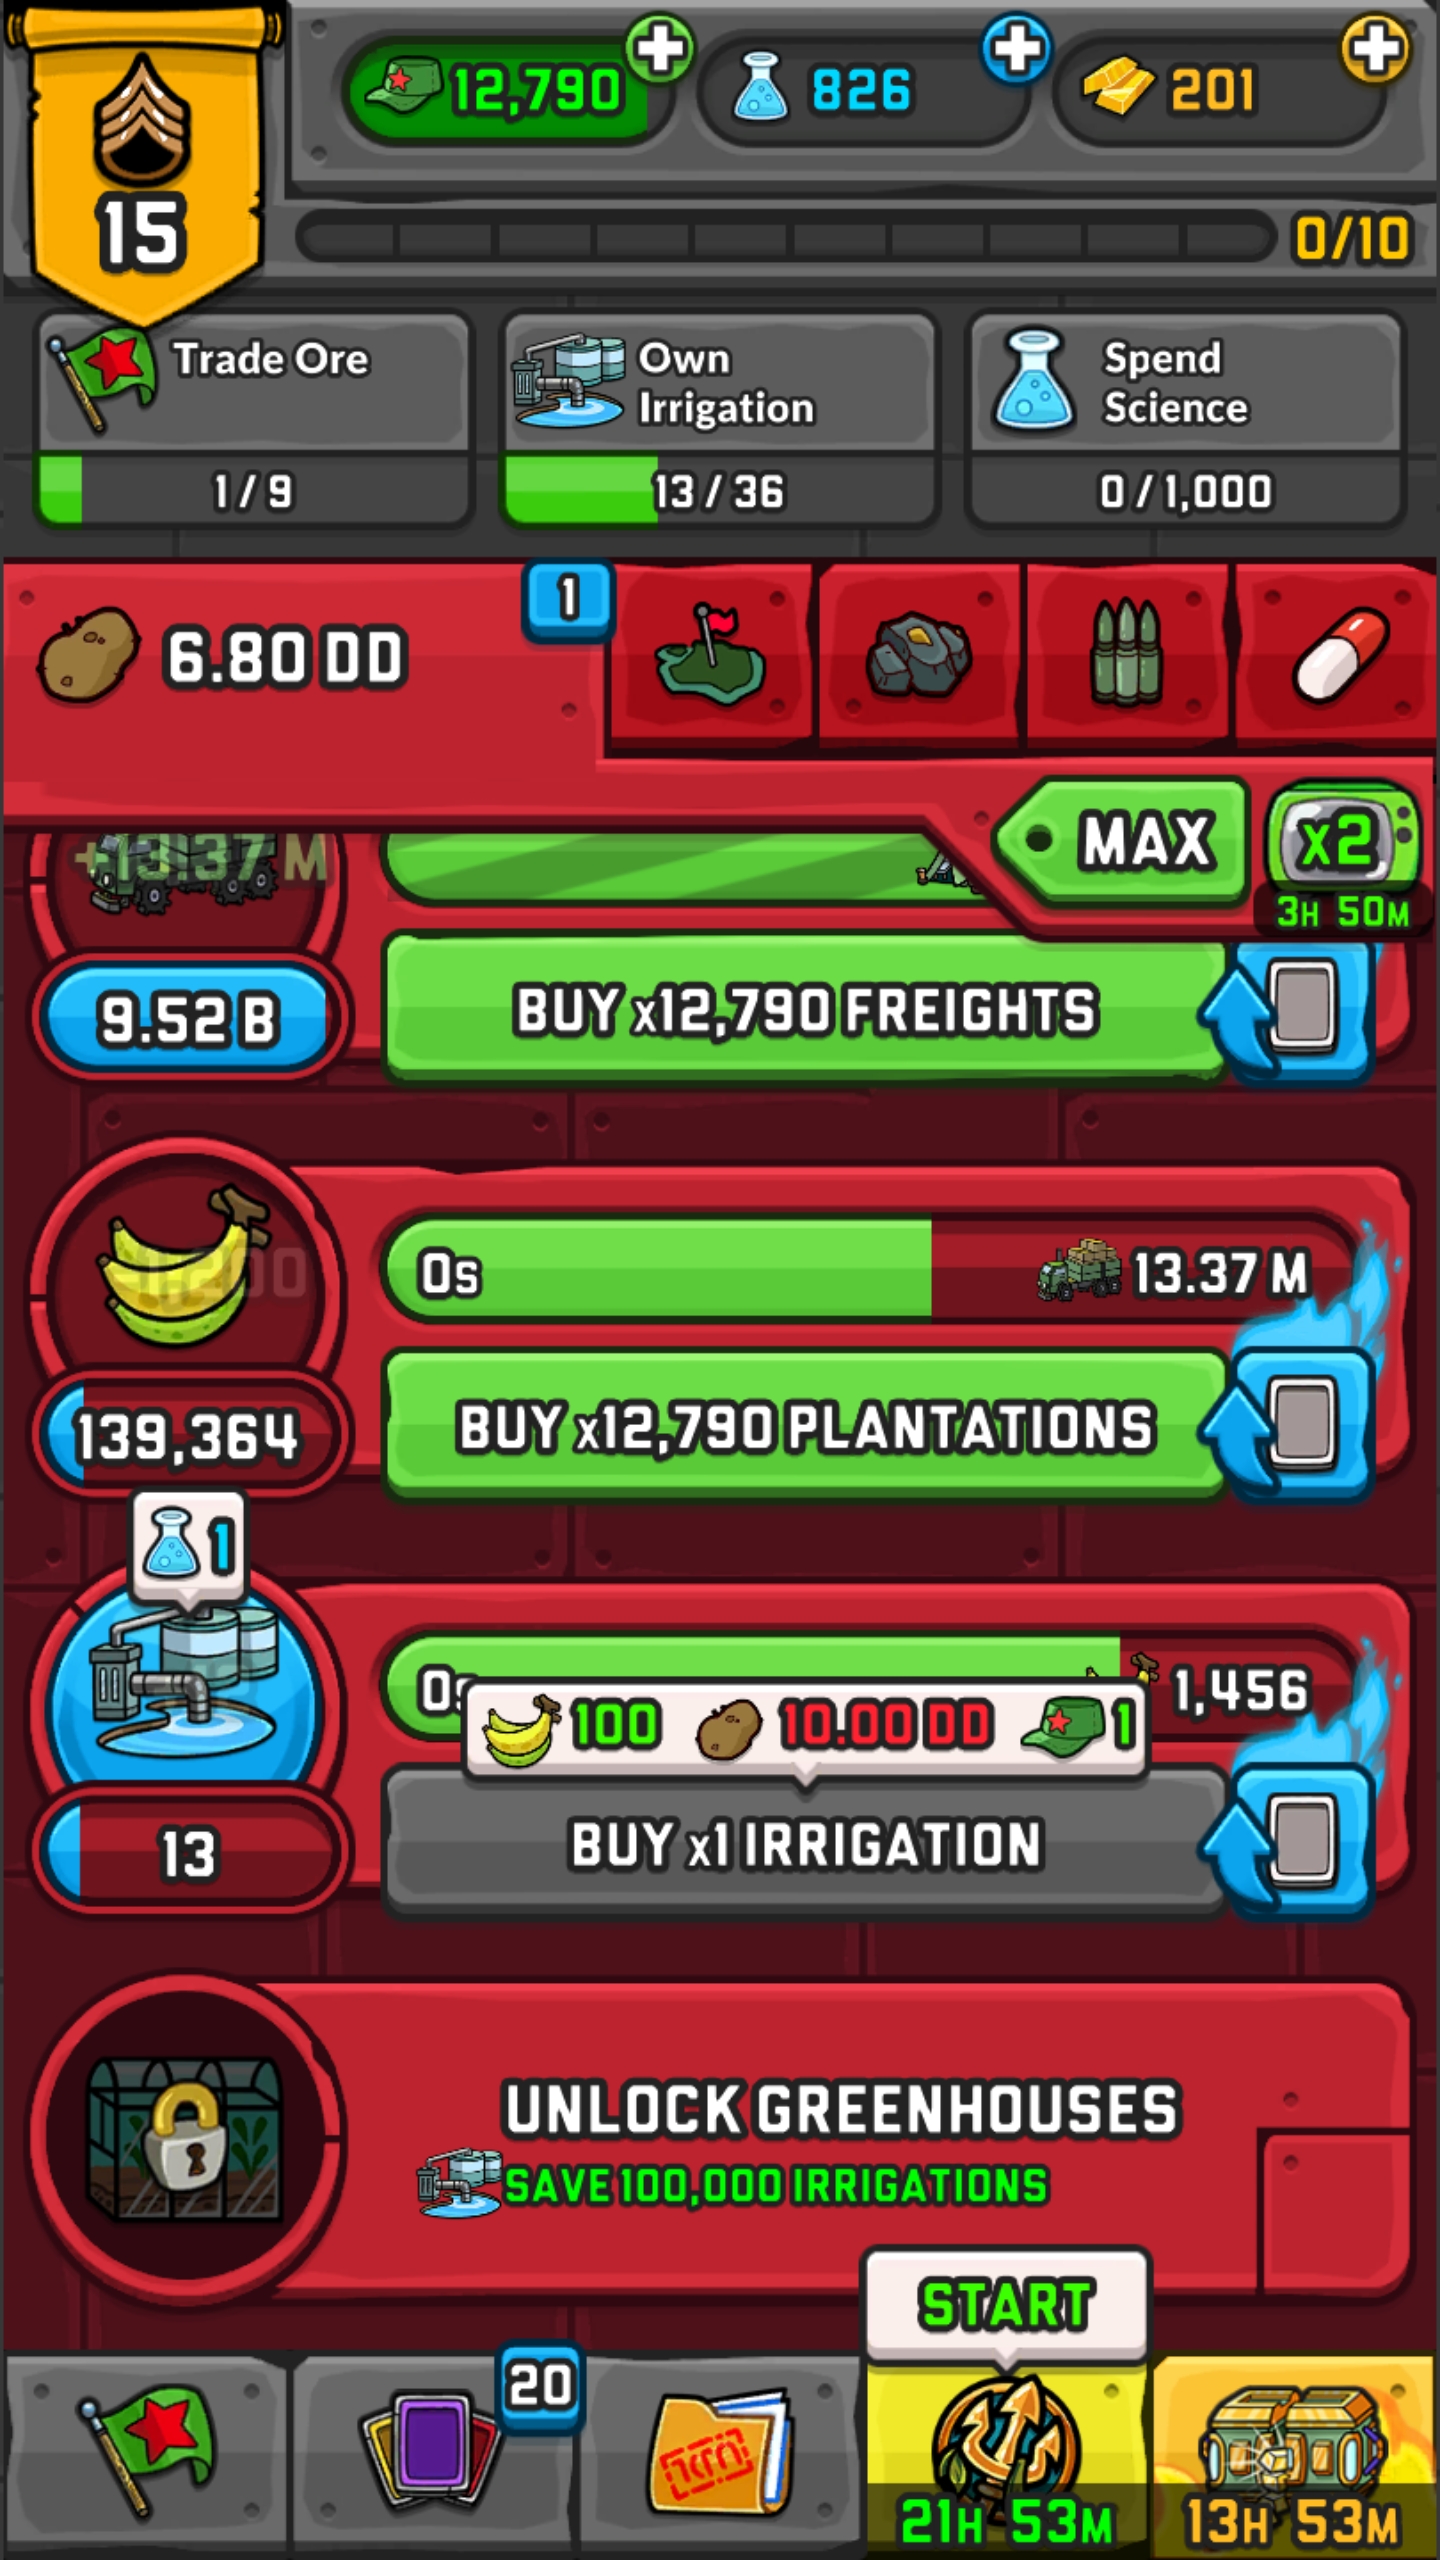 12,790
826
201
15
0/10
Trade Ore
1/9
Own
Irrigation
13/36
Spend
Science
0/1,000
6.80 DD
1
MAX
x2
3H 50M
+13.37 M
9.52 B
BUY x12,790 FREIGHTS
0s
13.37 M
139,364
BUY x12,790 PLANTATIONS
1
0s
1,456
100
10.00 DD
1
13
BUY x1 IRRIGATION
UNLOCK GREENHOUSES
SAVE 100,000 IRRIGATIONS
START
20
21H 53M
13H 53M